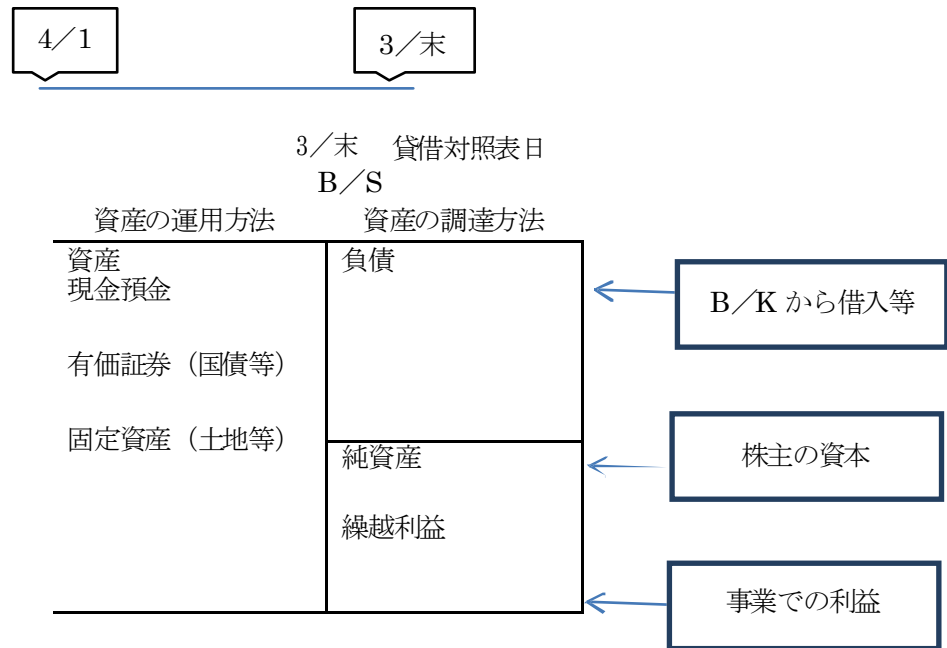 4／1
3／末
3／末　貸借対照表日
B／S
資産の運用方法
資産の調達方法
資産
現金預金
有価証券（国債等）
固定資産（土地等）
負債
純資産
繰越利益
B／K から借入等
株主の資本
事業での利益